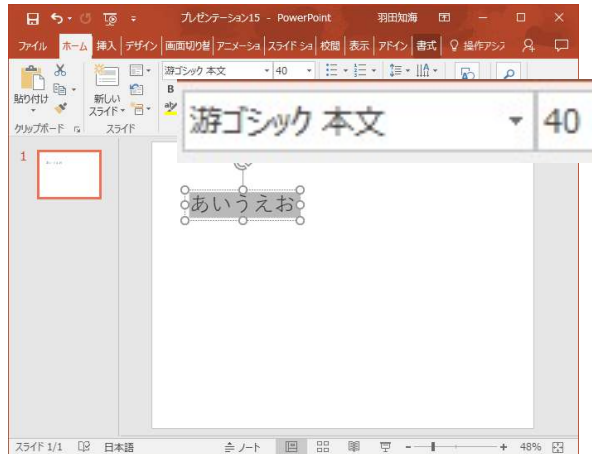 プレゼンテーション15 - PowerPoint 羽田知海
ファイル ホーム 挿入 デザイン 画面切り替 アニメーショ スライド ショ 校閲 表示 アドイン 書式 操作アシス
貼り付け
新しい
スライド
クリップボード スライド
游ゴシック 本文 40
B
游ゴシック 本文 40
1
あいうえお
スライド 1/1 日本語 ノート 48%